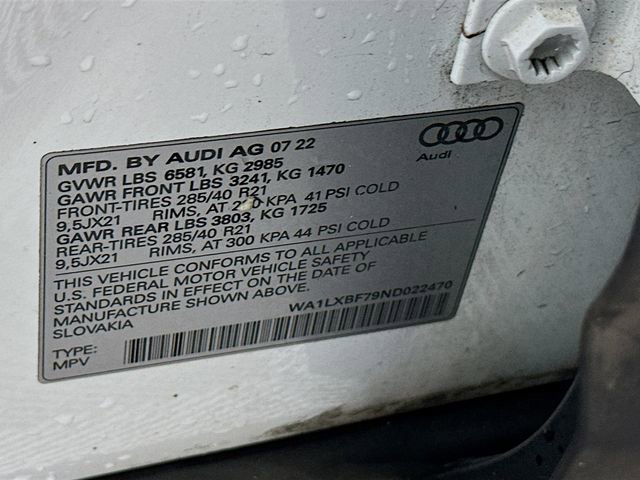 MFD. BY AUDI AG 07 22
GVWR LBS 6581, KG 2985
GAWR FRONT LBS 3241, KG 1470
FRONT-TIRES 285/40 R21
9,5JX21 RIMS, AT KPA 41 PSI COLD
GAWR REAR LBS 3803, KG 1725
REAR-TIRES 285/40 R21
9,5JX21 RIMS, AT 300 KPA 44 PSI COLD
THIS VEHICLE CONFORMS TO ALL APPLICABLE
U.S. FEDERAL MOTOR VEHICLE SAFETY
STANDARDS IN EFFECT ON THE DATE OF
MANUFACTURE SHOWN ABOVE.
SLOVAKIA
WA1LXBF79ND022470
TYPE:
MPV
Audi